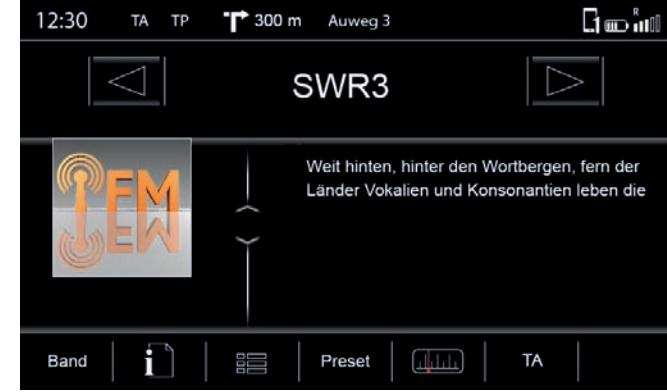 12:30 TA TP 300 m Auweg 3 1 R
SWR3
FM
Weit hinten, hinter den Wortbergen, fern der
Länder Vokalien und Konsonantien leben die
Band i Preset TA